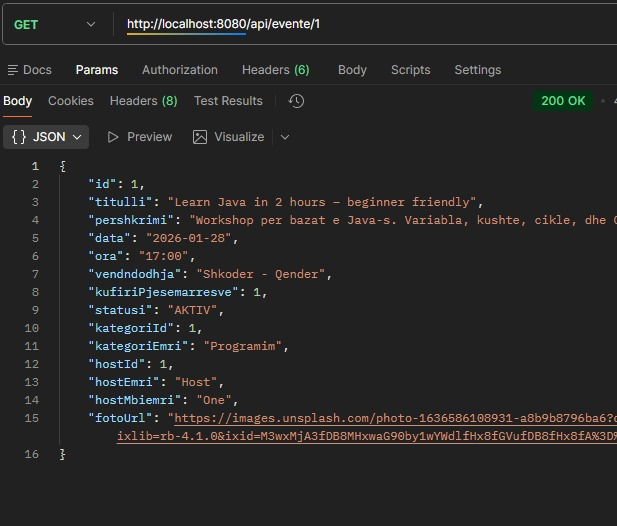 GET http://localhost:8080/api/evente/1
Docs Params Authorization Headers (6) Body Scripts Settings
Body Cookies Headers (8) Test Results 200 OK
{} JSON Preview Visualize
1 {
2 "id": 1,
3 "titulli": "Learn Java in 2 hours – beginner friendly",
4 "pershkrimi": "Workshop per bazat e Java-s. Variabla, kushte, cikle, dhe
5 "data": "2026-01-28",
6 "ora": "17:00",
7 "vendndodhja": "Shkoder - Qender",
8 "kufiriPjesemarresve": 1,
9 "statusi": "AKTIV",
10 "kategoriId": 1,
11 "kategoriEmri": "Programim",
12 "hostId": 1,
13 "hostEmri": "Host",
14 "hostMbiemri": "One",
15 "fotoUrl": "https://images.unsplash.com/photo-1636586108931-a8b9b8796ba6?
ixlib=rb-4.1.0&ixid=M3wxMjA3fDB8MHxwaG90by1wYWdlfHx8fGVufDB8fHx8fA%3D%
16 }